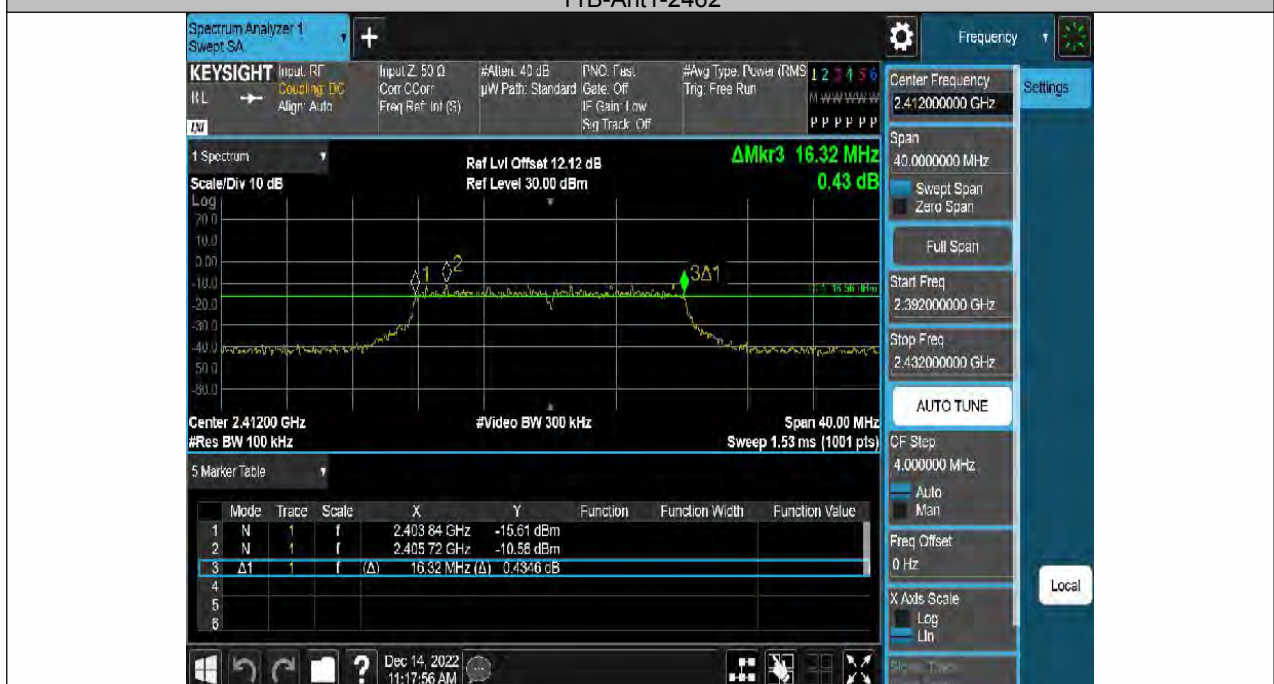 11B-Ant1-2462
Spectrum Analyzer 1
Swept SA
+
Frequency
KEYSIGHT
RL
Input: RF
Coupling: DC
Align: Auto
Input Z: 50 Ω
Corr CCorr
Freq Ref: Int (S)
#Atten: 40 dB
µW Path: Standard
PNO: Fast
Gate: Off
IF Gain: Low
Sig Track: Off
#Avg Type: Power (RMS
Trig: Free Run
1 2 3 4 5 6
M W W W W W
P P P P P P
Center Frequency
2.412000000 GHz
Settings
Span
40.0000000 MHz
Swept Span
Zero Span
Full Span
Start Freq
2.392000000 GHz
Stop Freq
2.432000000 GHz
AUTO TUNE
CF Step
4.000000 MHz
Auto
Man
Freq Offset
0 Hz
X Axis Scale
Log
Lin
Local
1 Spectrum
Scale/Div 10 dB
Log
Ref Lvl Offset 12.12 dB
Ref Level 30.00 dBm
ΔMkr3 16.32 MHz
0.43 dB
10.0
0.00
-10.0
-20.0
-30.0
-40.0
1
2
3Δ1
Center 2.41200 GHz
#Res BW 100 kHz
#Video BW 300 kHz
Span 40.00 MHz
Sweep 1.53 ms (1001 pts)
5 Marker Table
Mode Trace Scale X Y Function Function Width Function Value
1 N 1 f 2.403 84 GHz -15.61 dBm
2 N 1 f 2.405 72 GHz -10.56 dBm
3 Δ1 1 f (Δ) 16.32 MHz (Δ) 0.4346 dB
4
5
6
?
Dec 14, 2022
11:17:56 AM